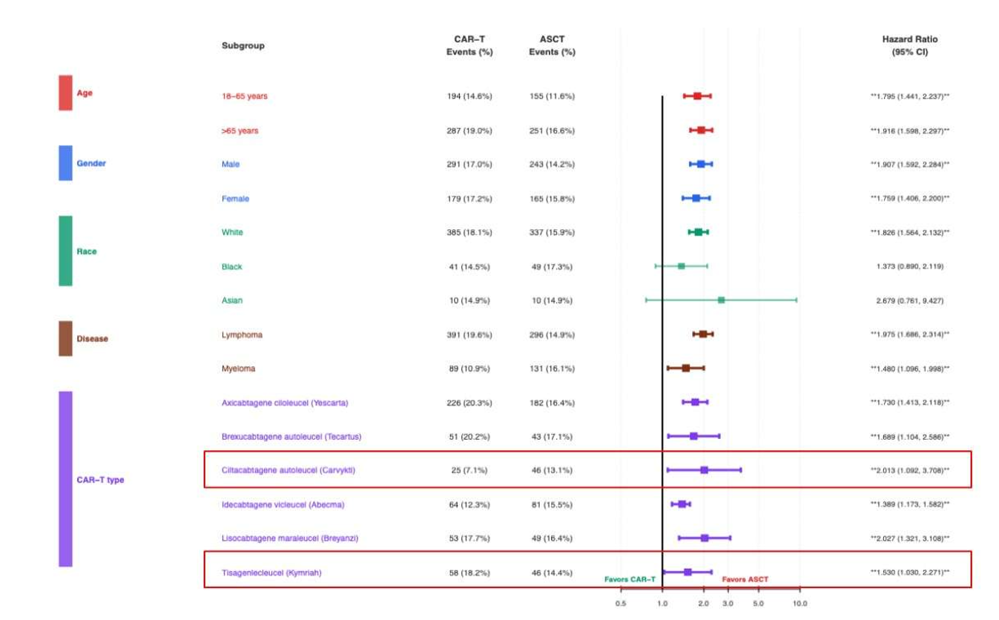 Subgroup CAR–T Events (%) ASCT Events (%) Hazard Ratio (95% CI)
Age 18–65 years 194 (14.6%) 155 (11.6%) **1.795 (1.441, 2.237)**
>65 years 287 (19.0%) 251 (16.6%) **1.916 (1.598, 2.297)**
Gender Male 291 (17.0%) 243 (14.2%) **1.907 (1.592, 2.284)**
Female 179 (17.2%) 165 (15.8%) **1.759 (1.406, 2.200)**
White 385 (18.1%) 337 (15.9%) **1.826 (1.564, 2.132)**
Race Black 41 (14.5%) 49 (17.3%) 1.373 (0.890, 2.119)
Asian 10 (14.9%) 10 (14.9%) 2.679 (0.761, 9.427)
Disease Lymphoma 391 (19.6%) 296 (14.9%) **1.975 (1.686, 2.314)**
Myeloma 89 (10.9%) 131 (16.1%) **1.480 (1.096, 1.998)**
Axicabtagene ciloleucel (Yescarta) 226 (20.3%) 182 (16.4%) **1.730 (1.413, 2.118)**
Brexucabtagene autoleucel (Tecartus) 51 (20.2%) 43 (17.1%) **1.689 (1.104, 2.586)**
CAR–T type Ciltacabtagene autoleucel (Carvykti) 25 (7.1%) 46 (13.1%) **2.013 (1.092, 3.708)**
Idecabtagene vicleucel (Abecma) 64 (12.3%) 81 (15.5%) **1.389 (1.173, 1.582)**
Lisocabtagene maraleucel (Breyanzi) 53 (17.7%) 49 (16.4%) **2.027 (1.321, 3.108)**
Tisagenlecleucel (Kymriah) 58 (18.2%) 46 (14.4%) **1.530 (1.030, 2.271)**
Favors CAR–T Favors ASCT
0.5 1.0 2.0 3.0 5.0 10.0